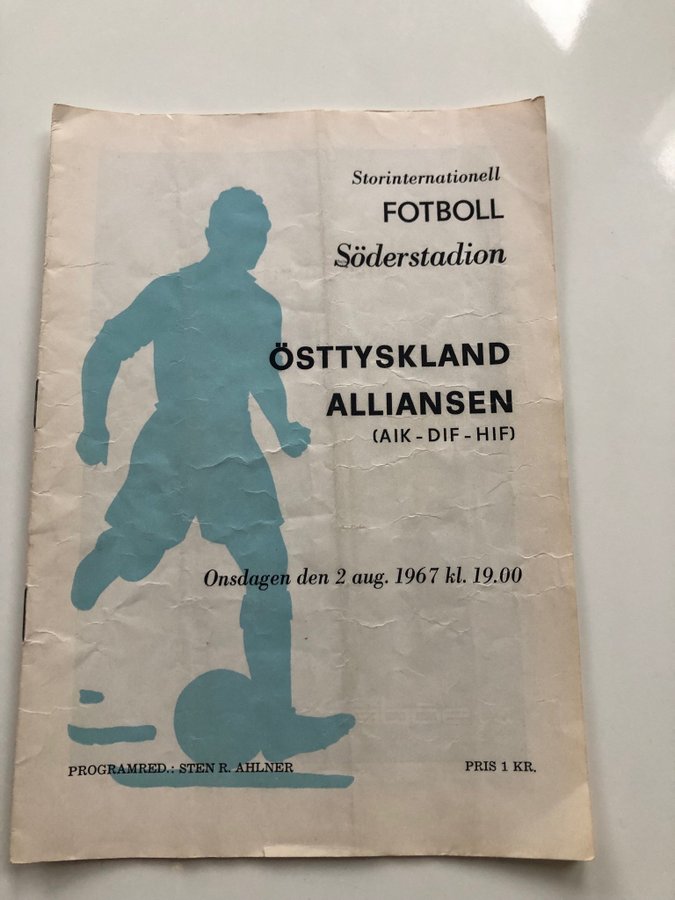 Storinternationell
FOTBOLL
Söderstadion
ÖSTTYSKLAND
ALLIANSEN
(AIK - DIF - HIF)
Onsdagen den 2 aug. 1967 kl. 19.00
PROGRAMRED.: STEN R. AHLNER
PRIS 1 KR.